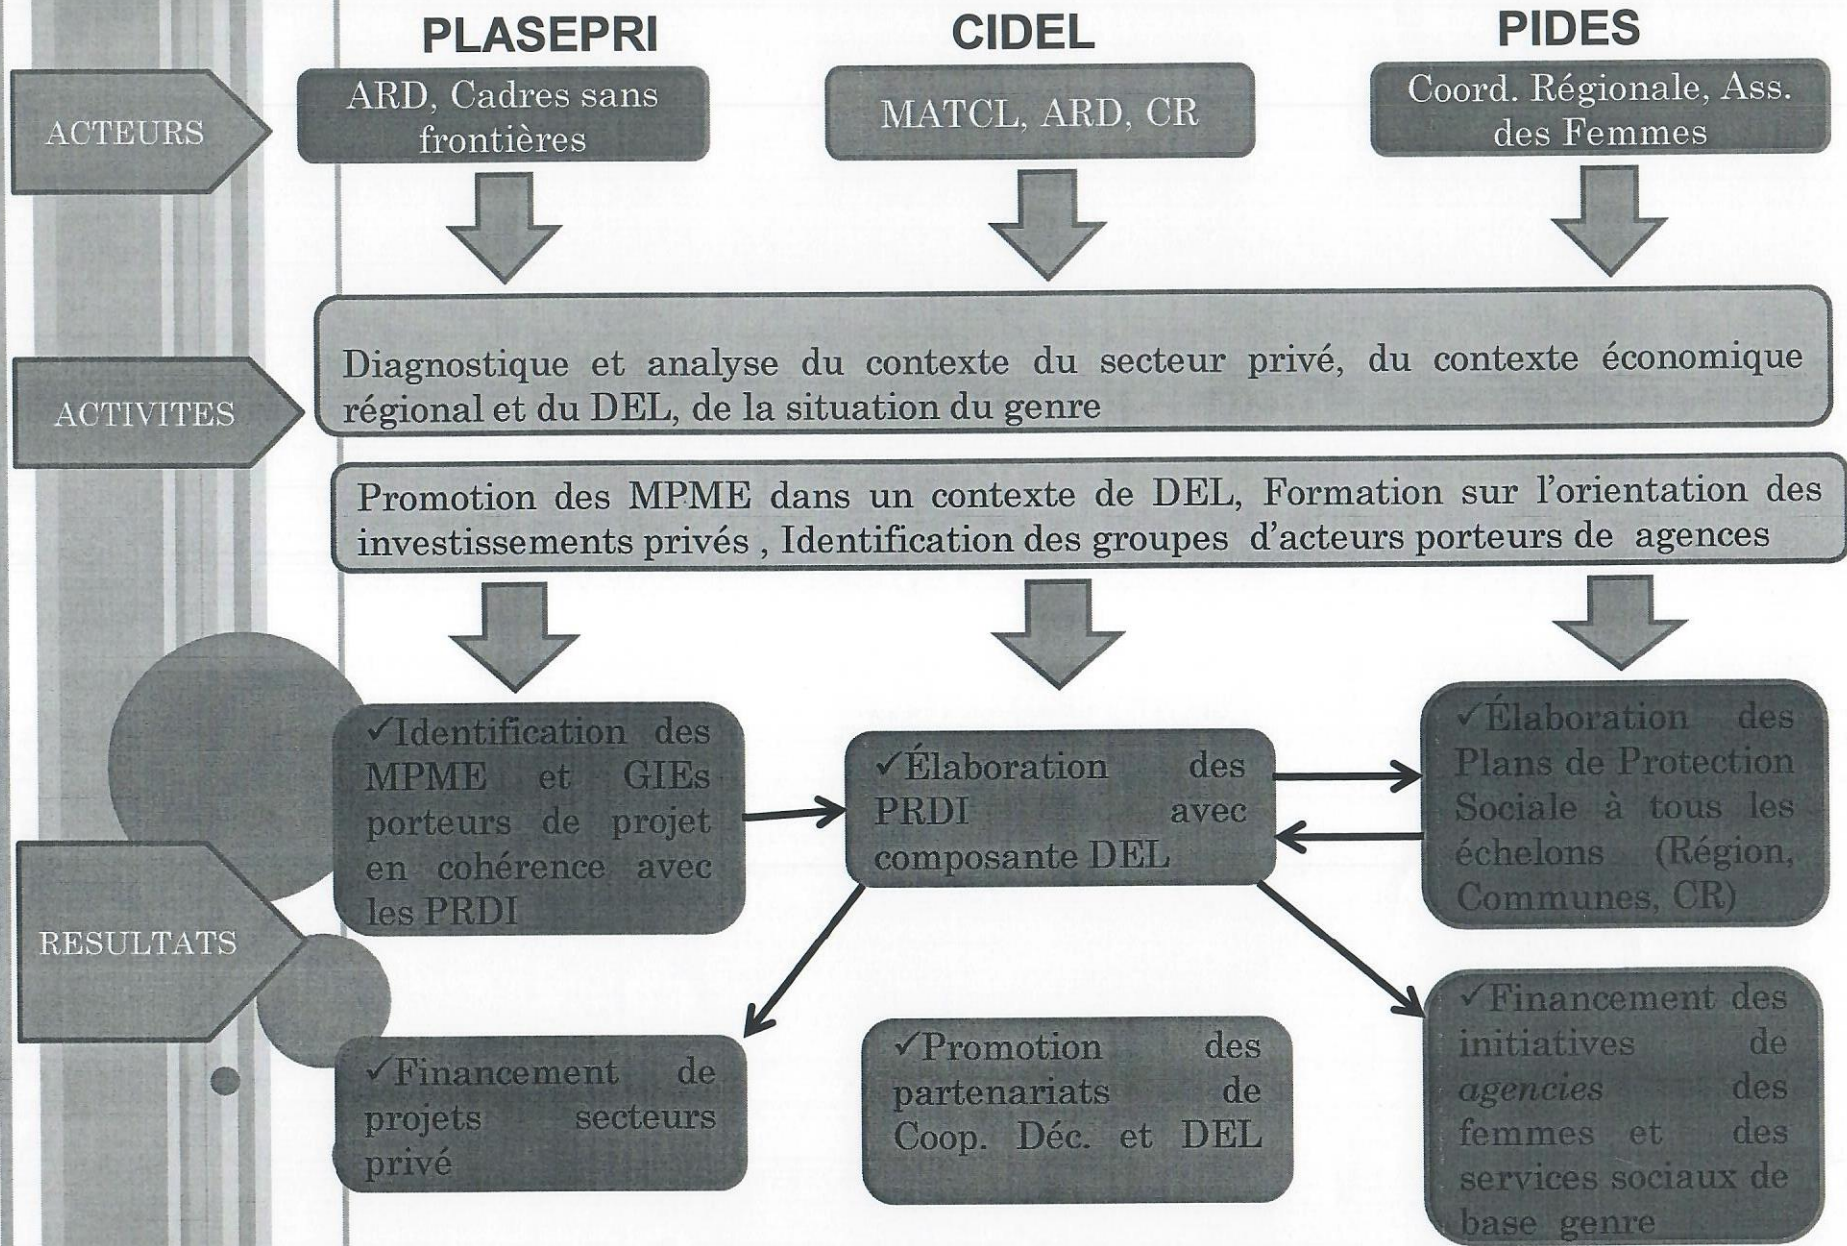 PLASEPRI
CIDEL
PIDES
ACTEURS
ARD, Cadres sans
frontières
MATCL, ARD, CR
Coord. Régionale, Ass.
des Femmes
ACTIVITES
Diagnostique et analyse du contexte du secteur privé, du contexte économique
régional et du DEL, de la situation du genre
Promotion des MPME dans un contexte de DEL, Formation sur l'orientation des
investissements privés , Identification des groupes d'acteurs porteurs de agences
RESULTATS
✓Identification des
MPME et GIEs
porteurs de projet
en cohérence avec
les PRDI
✓Élaboration des
PRDI avec
composante DEL
✓Élaboration des
Plans de Protection
Sociale à tous les
échelons (Région,
Communes, CR)
✓Financement de
projets secteurs
privé
✓Promotion des
partenariats de
Coop. Déc. et DEL
✓Financement des
initiatives de
agencies des
femmes et des
services sociaux de
base genre